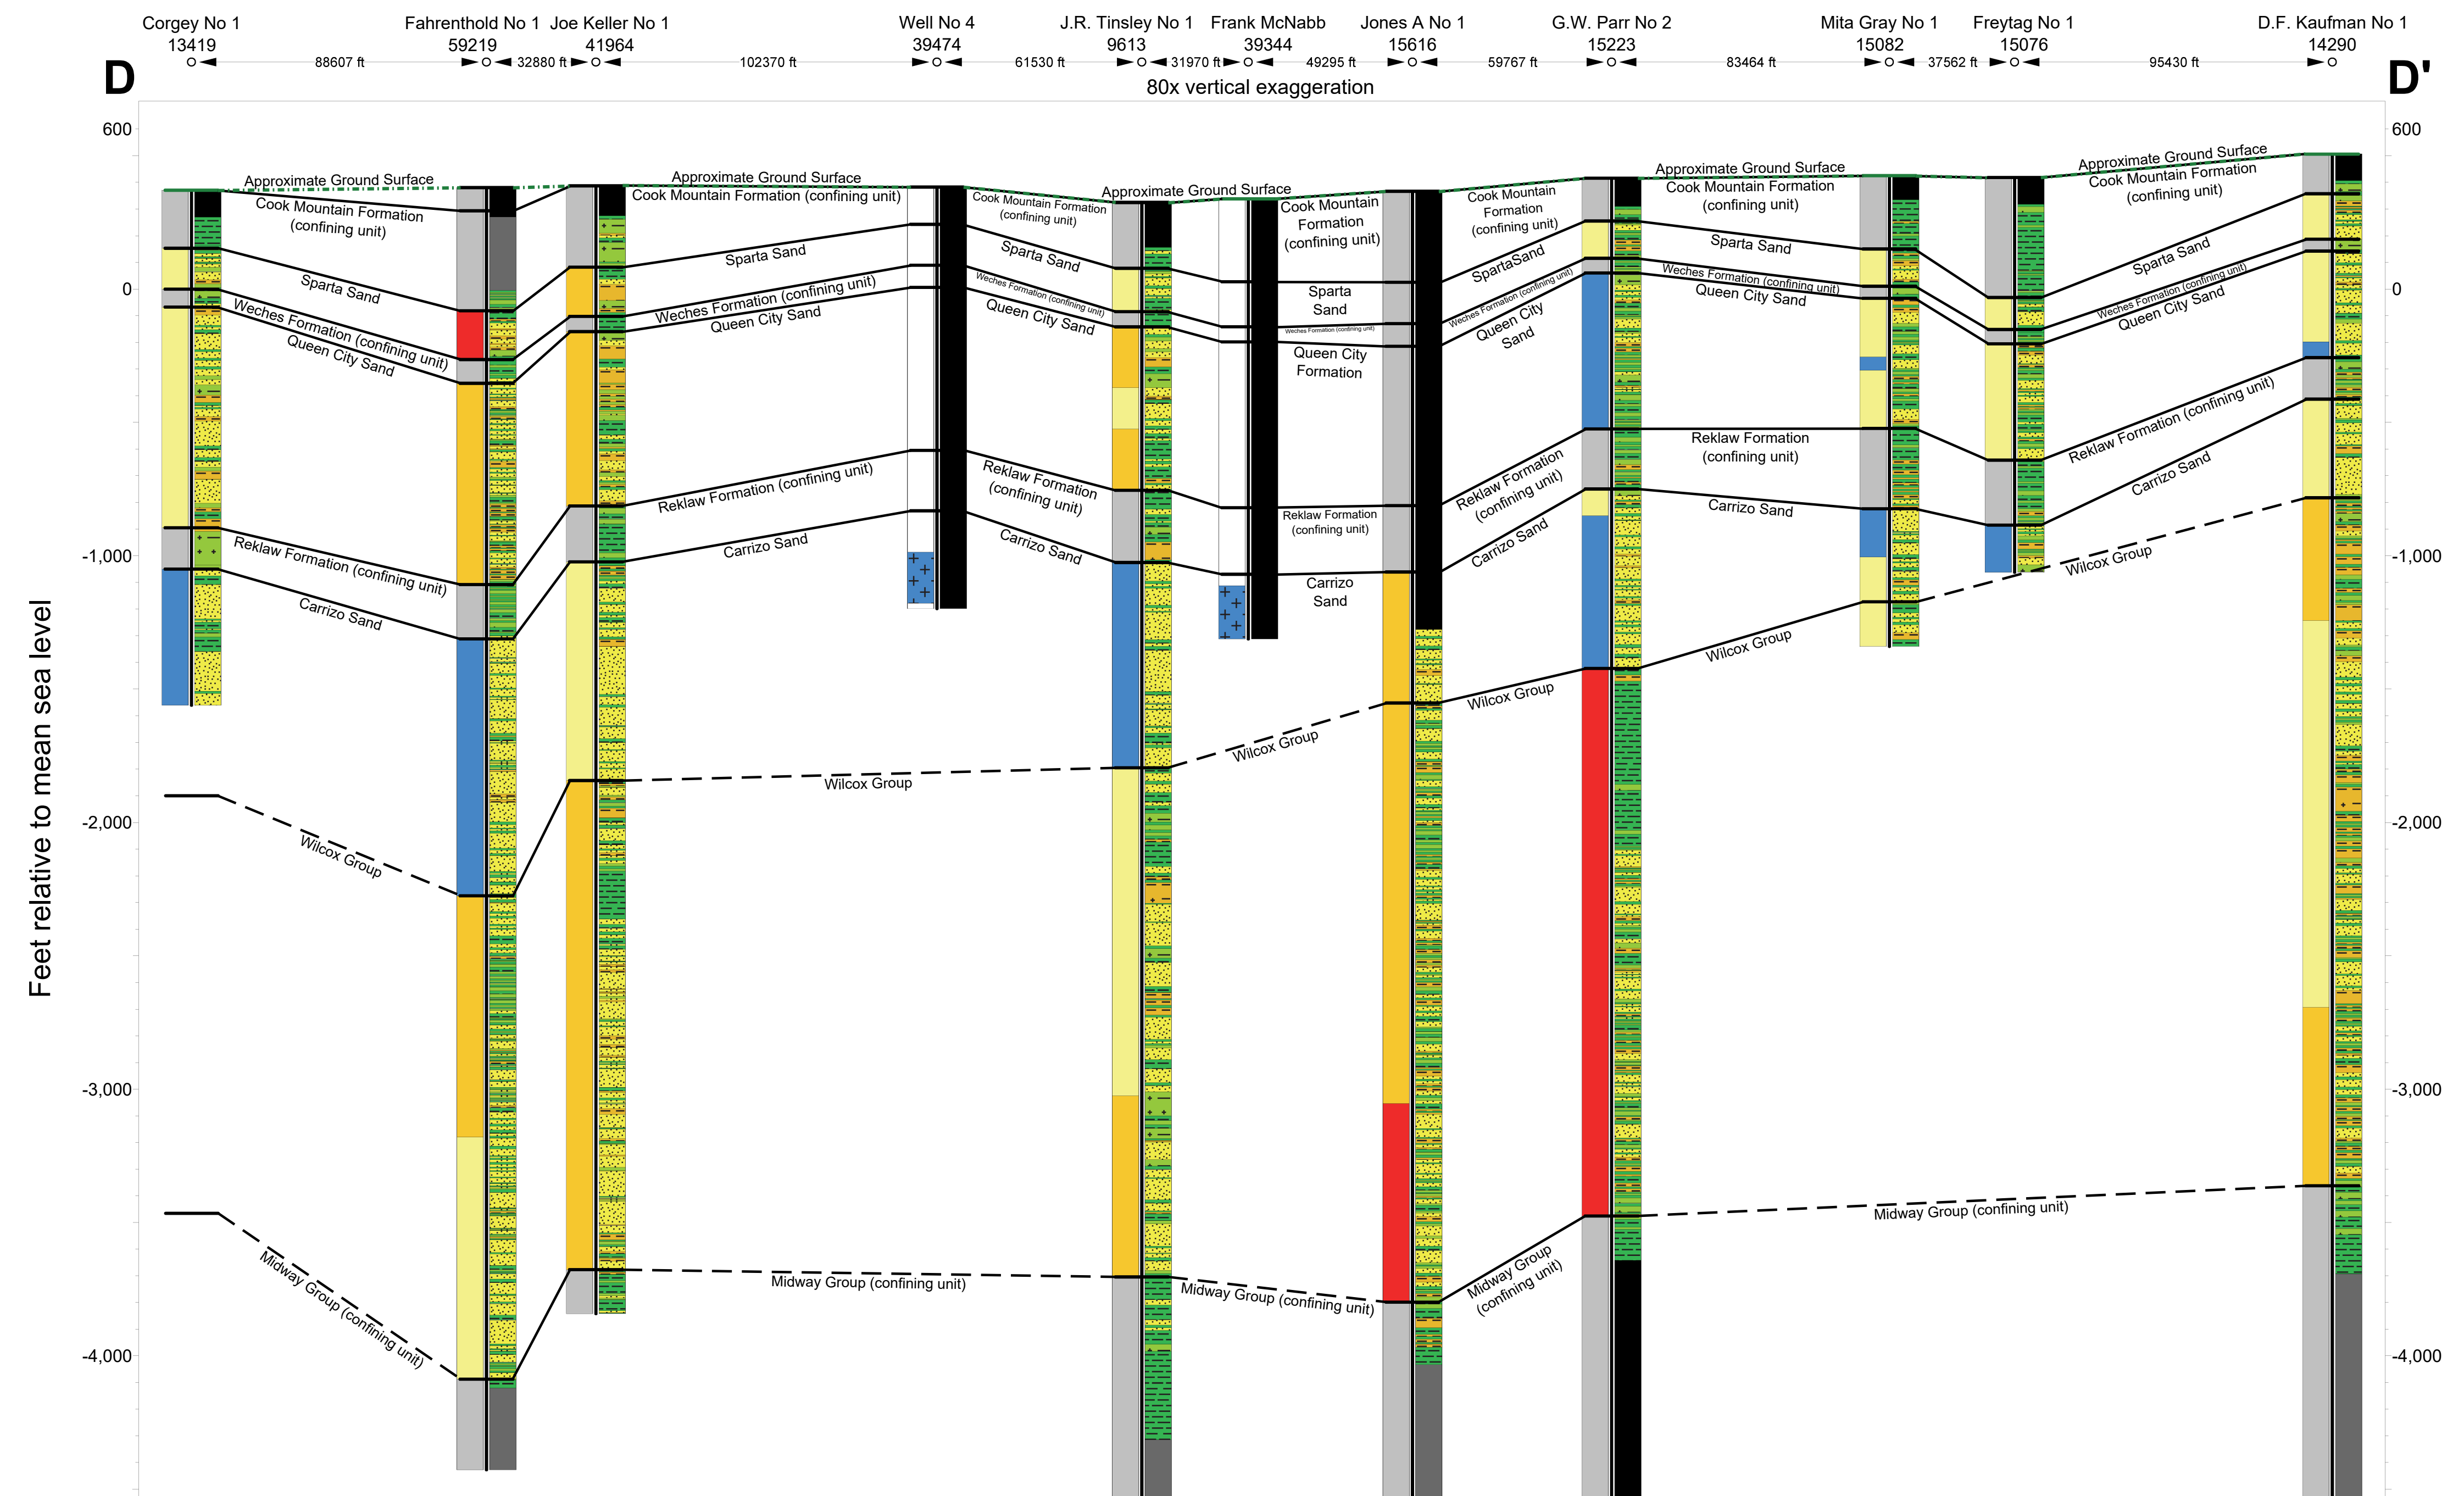 Corgey No 1
13419
Fahrenthold No 1
59219
Joe Keller No 1
41964
Well No 4
39474
J.R. Tinsley No 1
9613
Frank McNabb
39344
Jones A No 1
15616
G.W. Parr No 2
15223
Mita Gray No 1
15082
Freytag No 1
15076
D.F. Kaufman No 1
14290
88607 ft
32880 ft
102370 ft
61530 ft
31970 ft
49295 ft
59767 ft
83464 ft
37562 ft
95430 ft
D
80x vertical exaggeration
D'
600
0
-1,000
-2,000
-3,000
-4,000
Feet relative to mean sea level
600
0
-1,000
-2,000
-3,000
-4,000
Approximate Ground Surface
Cook Mountain Formation
(confining unit)
Sparta Sand
Weches Formation (confining unit)
Queen City Sand
Reklaw Formation (confining unit)
Carrizo Sand
Wilcox Group
Midway Group (confining unit)
Approximate Ground Surface
Cook Mountain Formation (confining unit)
Sparta Sand
Weches Formation (confining unit)
Queen City Sand
Reklaw Formation (confining unit)
Carrizo Sand
Wilcox Group
Midway Group (confining unit)
Approximate Ground Surface
Cook Mountain Formation
(confining unit)
Sparta Sand
Weches Formation (confining unit)
Queen City Sand
Reklaw Formation
(confining unit)
Carrizo Sand
Wilcox Group
Midway Group (confining unit)
Cook Mountain
Formation
(confining unit)
Sparta
Sand
Weches Formation (confining unit)
Queen City
Formation
Reklaw Formation
(confining unit)
Carrizo
Sand
Cook Mountain
Formation
(confining unit)
SpartaSand
Weches Formation (confining unit)
Queen City
Sand
Reklaw Formation
(confining unit)
Carrizo Sand
Wilcox Group
Midway Group
(confining unit)
Approximate Ground Surface
Cook Mountain Formation
(confining unit)
Sparta Sand
Weches Formation (confining unit)
Queen City Sand
Reklaw Formation
(confining unit)
Carrizo Sand
Wilcox Group
Midway Group (confining unit)
Approximate Ground Surface
Cook Mountain Formation
(confining unit)
Sparta Sand
Weches Formation (confining unit)
Queen City Sand
Reklaw Formation (confining unit)
Carrizo Sand
Wilcox Group